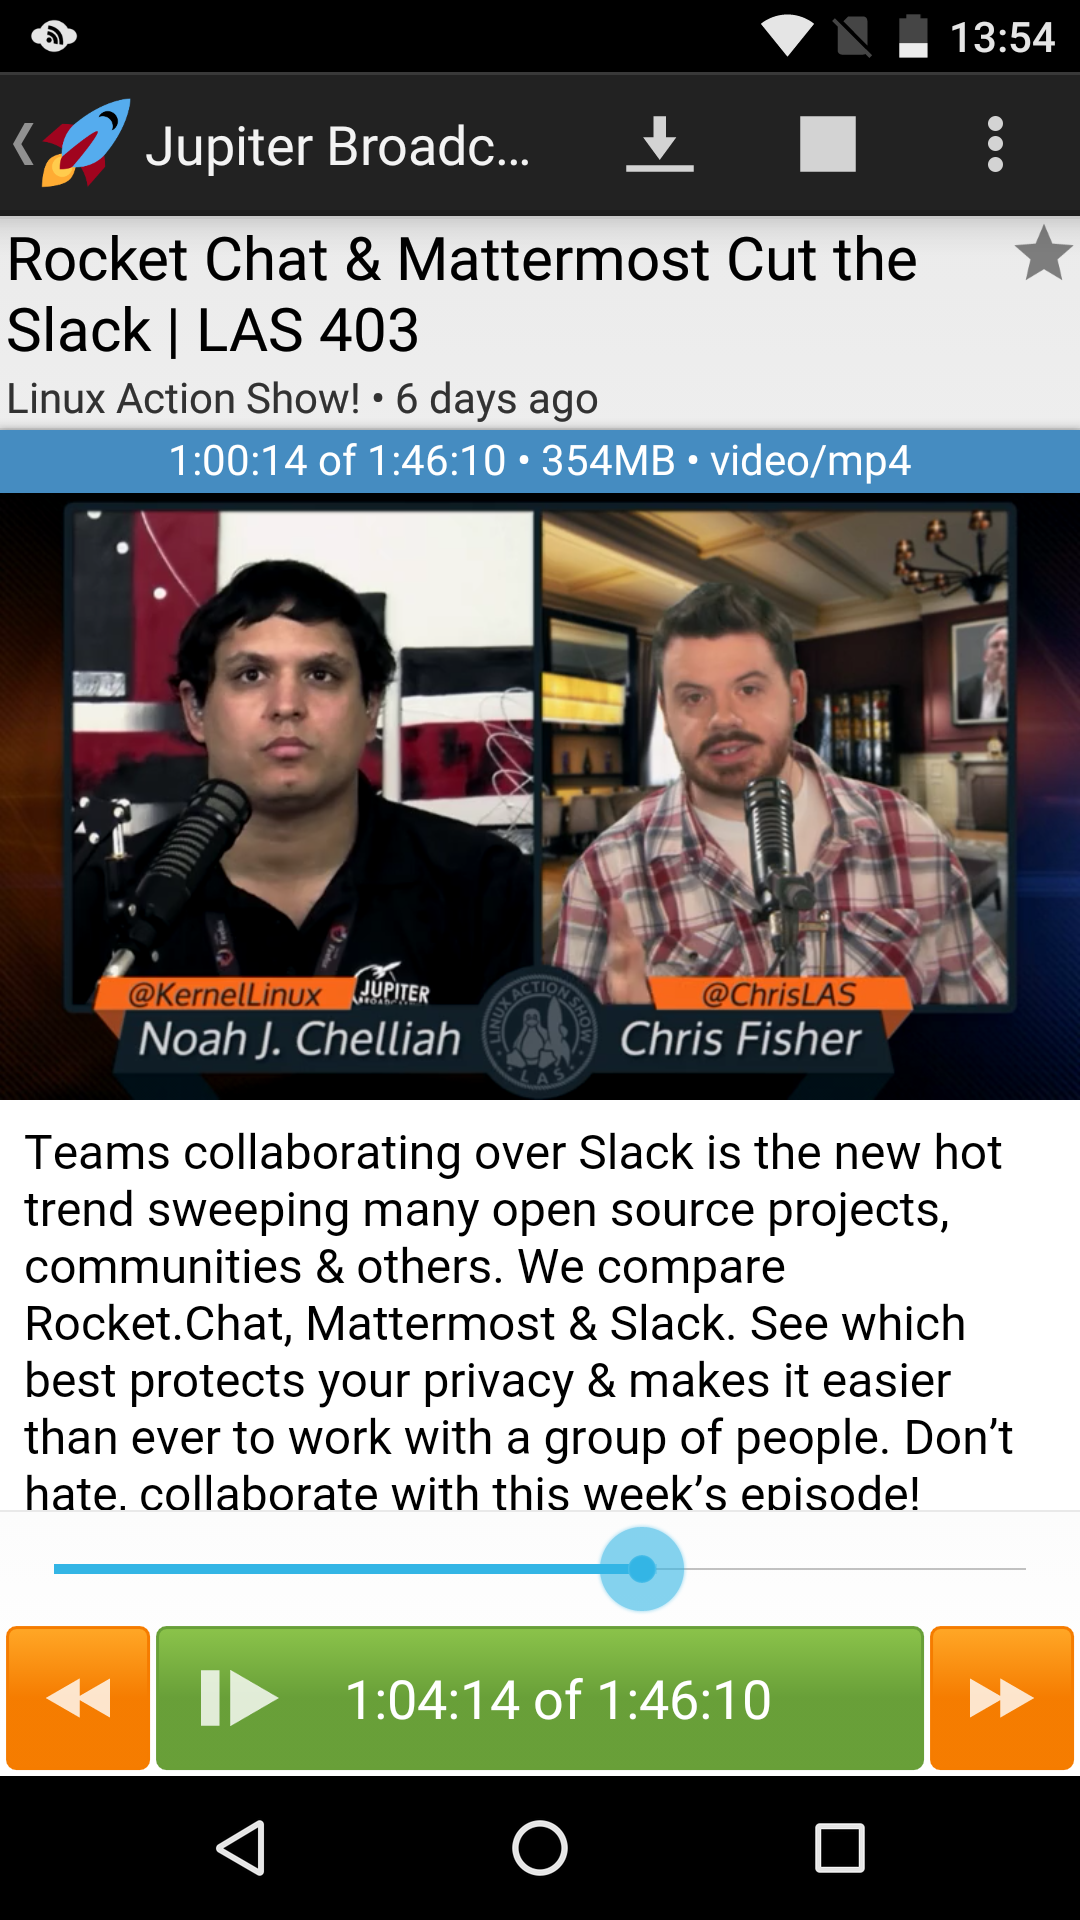 13:54
Jupiter Broadc...
Rocket Chat & Mattermost Cut the
Slack | LAS 403
Linux Action Show! • 6 days ago
1:00:14 of 1:46:10 • 354MB • video/mp4
@KernelLinux
JUPITER
@ChrisLAS
Noah J. Chelliah
LINUX ACTION SHOW
LAS
Chris Fisher
Teams collaborating over Slack is the new hot
trend sweeping many open source projects,
communities & others. We compare
Rocket.Chat, Mattermost & Slack. See which
best protects your privacy & makes it easier
than ever to work with a group of people. Don’t
hate, collaborate with this week’s episode!
1:04:14 of 1:46:10